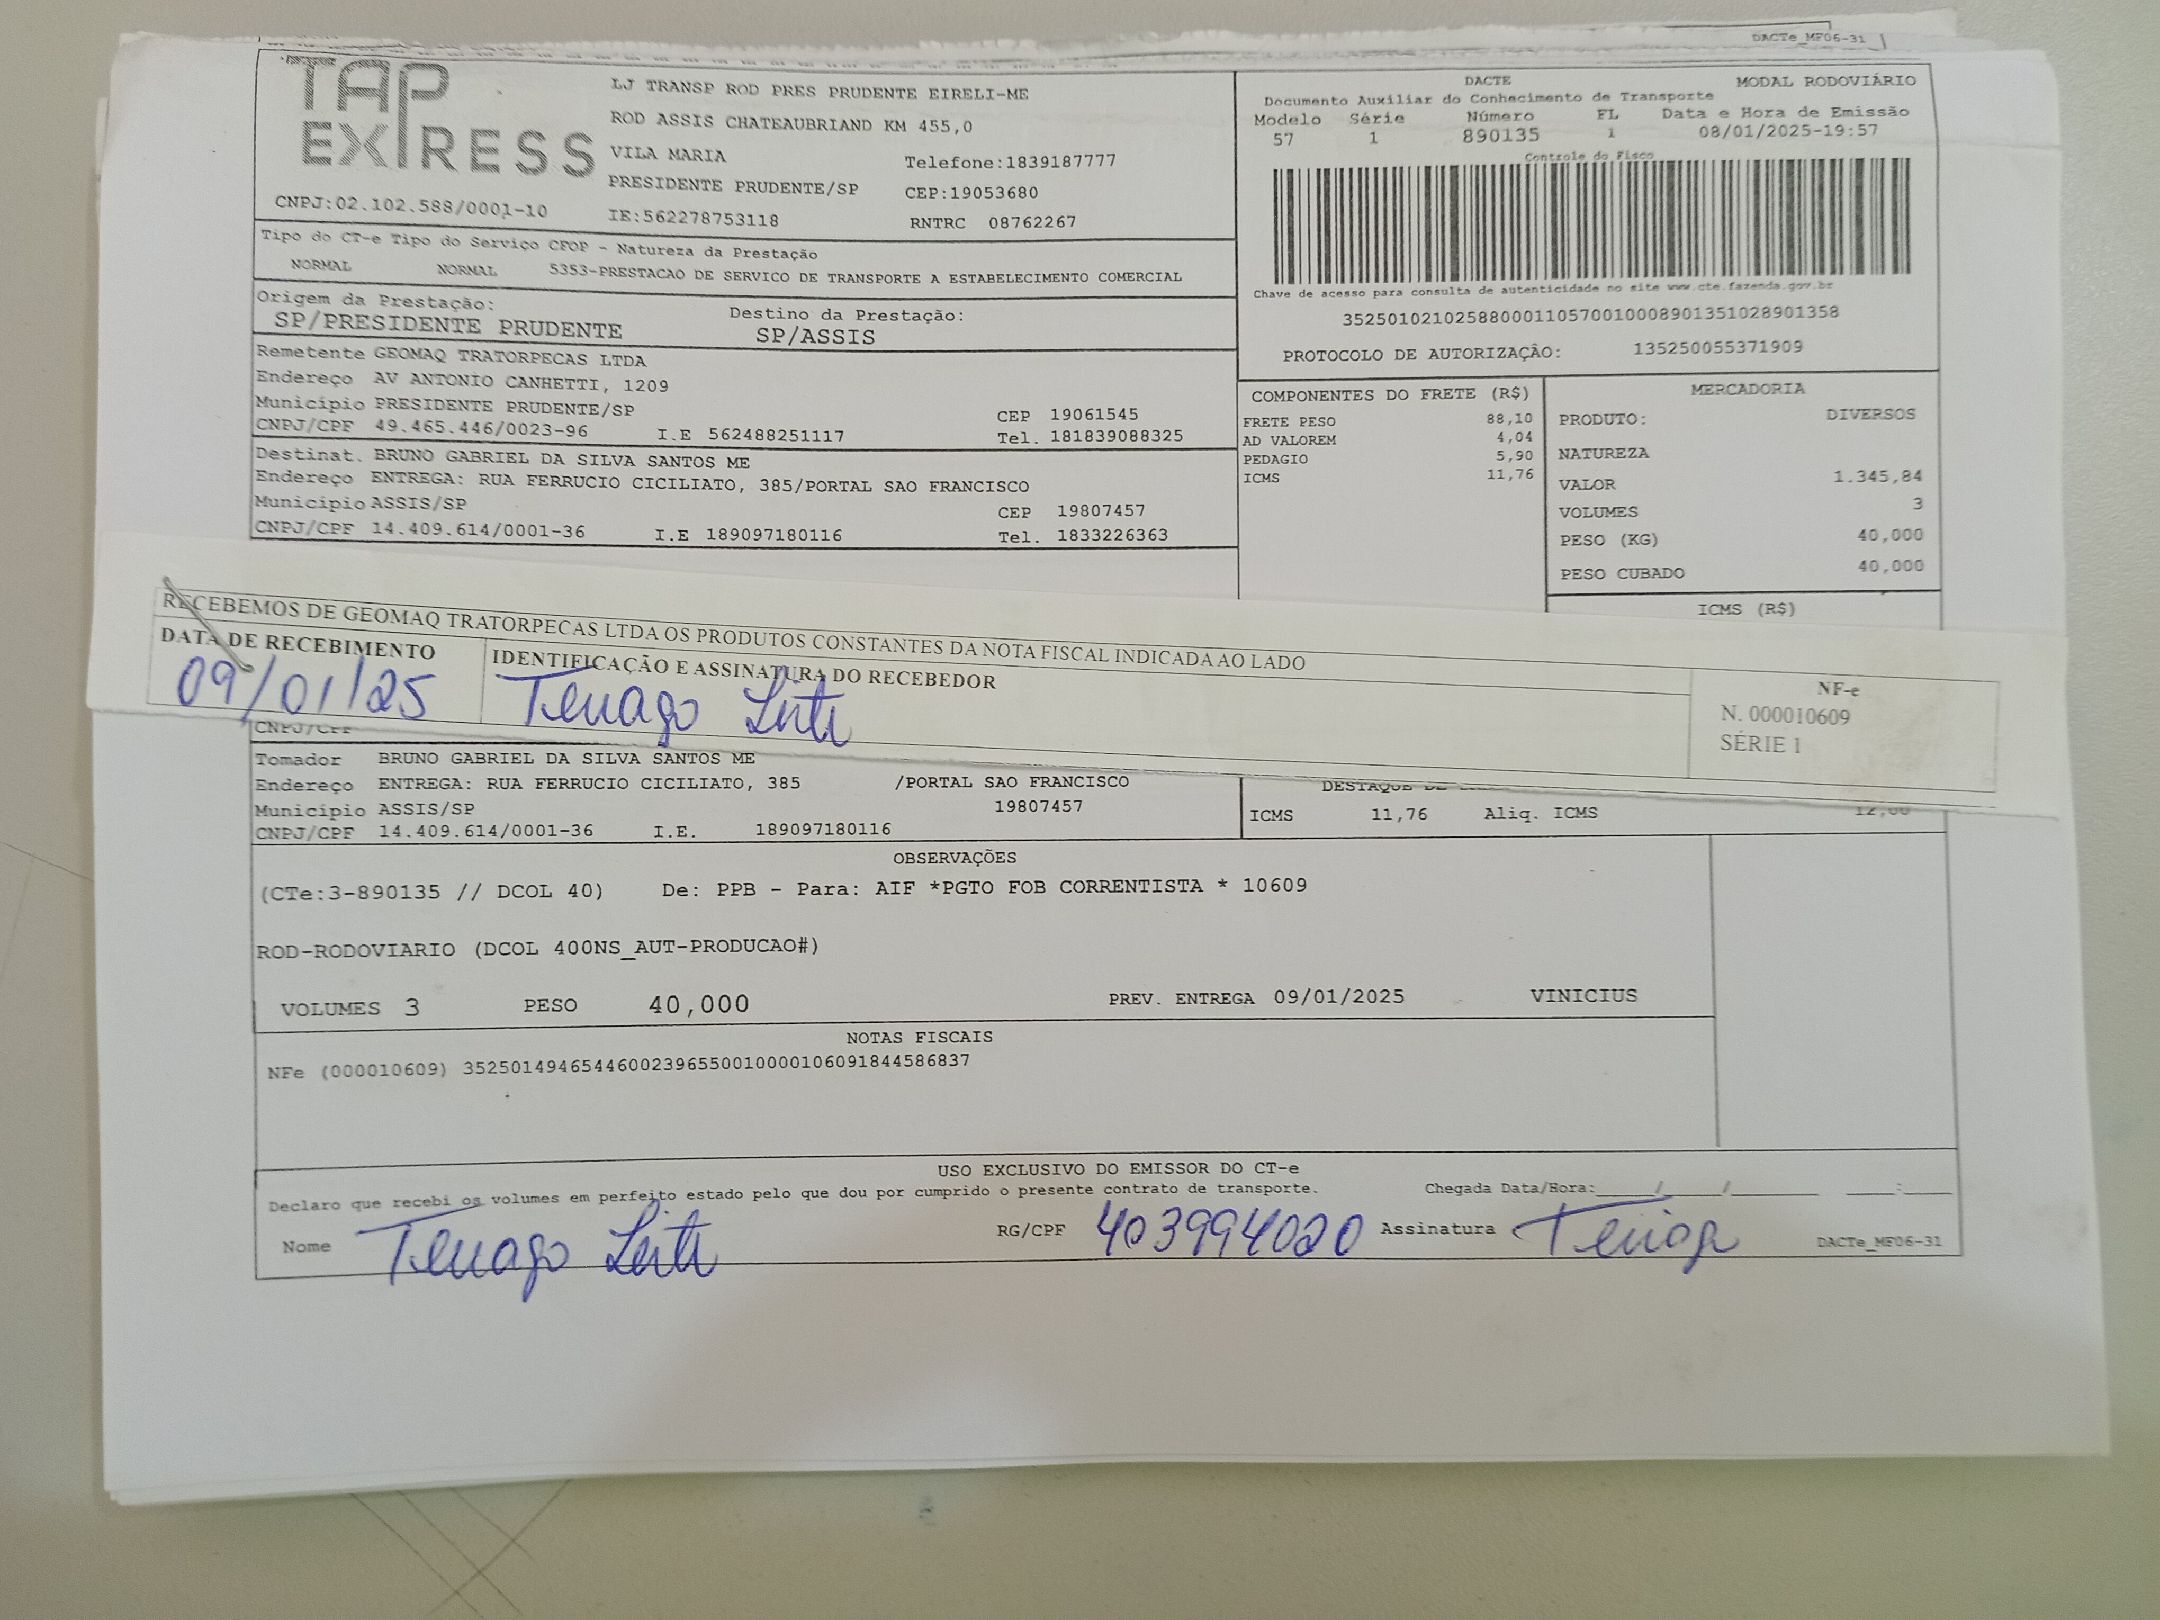 DACTe_MF06-31
TAP
EXPRESS
CNPJ:02.102.588/0001-10
LJ TRANSP ROD PRES PRUDENTE EIRELI-ME
ROD ASSIS CHATEAUBRIAND KM 455,0
VILA MARIA
Telefone:1839187777
PRESIDENTE PRUDENTE/SP
CEP:19053680
IE:562278753118
RNTRC 08762267
DACTE
MODAL RODOVIÁRIO
Documento Auxiliar do Conhecimento de Transporte
Modelo Série Número FL Data e Hora de Emissão
57 1 890135 1 08/01/2025-19:57
Controle do Fisco
Chave de acesso para consulta de autenticidade no site www.cte.fazenda.gov.br
35250102102588000110570010008901351028901358
PROTOCOLO DE AUTORIZAÇÃO: 135250055371909
Tipo do CT-e Tipo do Serviço CFOP - Natureza da Prestação
NORMAL NORMAL 5353-PRESTACAO DE SERVICO DE TRANSPORTE A ESTABELECIMENTO COMERCIAL
Origem da Prestação:
SP/PRESIDENTE PRUDENTE
Destino da Prestação:
SP/ASSIS
Remetente GEOMAQ TRATORPECAS LTDA
Endereço AV ANTONIO CANHETTI, 1209
Município PRESIDENTE PRUDENTE/SP CEP 19061545
CNPJ/CPF 49.465.446/0023-96 I.E 562488251117 Tel. 181839088325
Destinat. BRUNO GABRIEL DA SILVA SANTOS ME
Endereço ENTREGA: RUA FERRUCIO CICILIATO, 385/PORTAL SAO FRANCISCO
Município ASSIS/SP CEP 19807457
CNPJ/CPF 14.409.614/0001-36 I.E 189097180116 Tel. 1833226363
COMPONENTES DO FRETE (R$)
FRETE PESO 88,10
AD VALOREM 4,04
PEDAGIO 5,90
ICMS 11,76
MERCADORIA
PRODUTO: DIVERSOS
NATUREZA
VALOR 1.345,84
VOLUMES 3
PESO (KG) 40,000
PESO CUBADO 40,000
ICMS (R$)
RECEBEMOS DE GEOMAQ TRATORPECAS LTDA OS PRODUTOS CONSTANTES DA NOTA FISCAL INDICADA AO LADO
DATA DE RECEBIMENTO
09/01/25
IDENTIFICAÇÃO E ASSINATURA DO RECEBEDOR
NF-e
N. 000010609
SÉRIE 1
CNPJ/CPF
Tomador BRUNO GABRIEL DA SILVA SANTOS ME
Endereço ENTREGA: RUA FERRUCIO CICILIATO, 385 /PORTAL SAO FRANCISCO
Município ASSIS/SP 19807457
CNPJ/CPF 14.409.614/0001-36 I.E. 189097180116
DESTAQUE DE
ICMS 11,76 Aliq. ICMS 12,00
OBSERVAÇÕES
(CTe:3-890135 // DCOL 40) De: PPB - Para: AIF *PGTO FOB CORRENTISTA * 10609
ROD-RODOVIARIO (DCOL 400NS_AUT-PRODUCAO#)
VOLUMES 3 PESO 40,000 PREV. ENTREGA 09/01/2025 VINICIUS
NOTAS FISCAIS
NFe (000010609) 35250149465446002396550010000106091844586837
USO EXCLUSIVO DO EMISSOR DO CT-e
Declaro que recebi os volumes em perfeito estado pelo que dou por cumprido o presente contrato de transporte. Chegada Data/Hora:____/____/______ ___:___
Nome RG/CPF 403994020 Assinatura DACTe_MF06-31